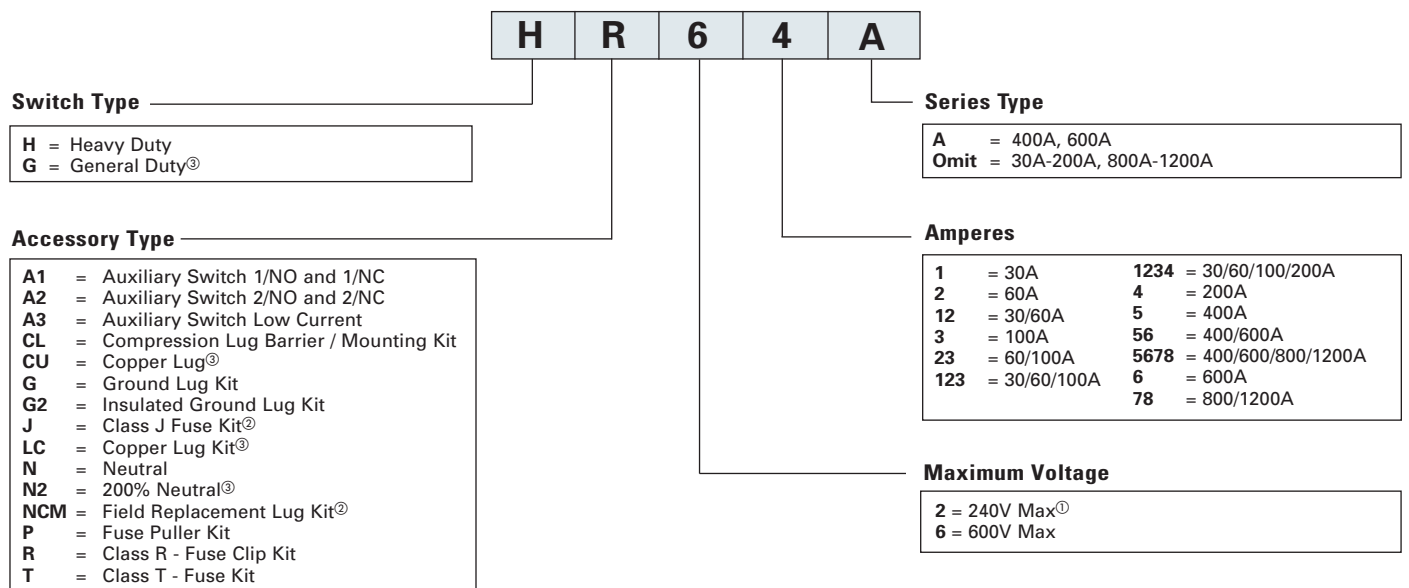 H R 6 4 A
Switch Type
H = Heavy Duty
G = General Duty③
Accessory Type
A1 = Auxiliary Switch 1/NO and 1/NC
A2 = Auxiliary Switch 2/NO and 2/NC
A3 = Auxiliary Switch Low Current
CL = Compression Lug Barrier / Mounting Kit
CU = Copper Lug③
G = Ground Lug Kit
G2 = Insulated Ground Lug Kit
J = Class J Fuse Kit②
LC = Copper Lug Kit③
N = Neutral
N2 = 200% Neutral③
NCM = Field Replacement Lug Kit②
P = Fuse Puller Kit
R = Class R - Fuse Clip Kit
T = Class T - Fuse Kit
Series Type
A = 400A, 600A
Omit = 30A-200A, 800A-1200A
Amperes
1 = 30A
2 = 60A
12 = 30/60A
3 = 100A
23 = 60/100A
123 = 30/60/100A
1234 = 30/60/100/200A
4 = 200A
5 = 400A
56 = 400/600A
5678 = 400/600/800/1200A
6 = 600A
78 = 800/1200A
Maximum Voltage
2 = 240V Max①
6 = 600V Max